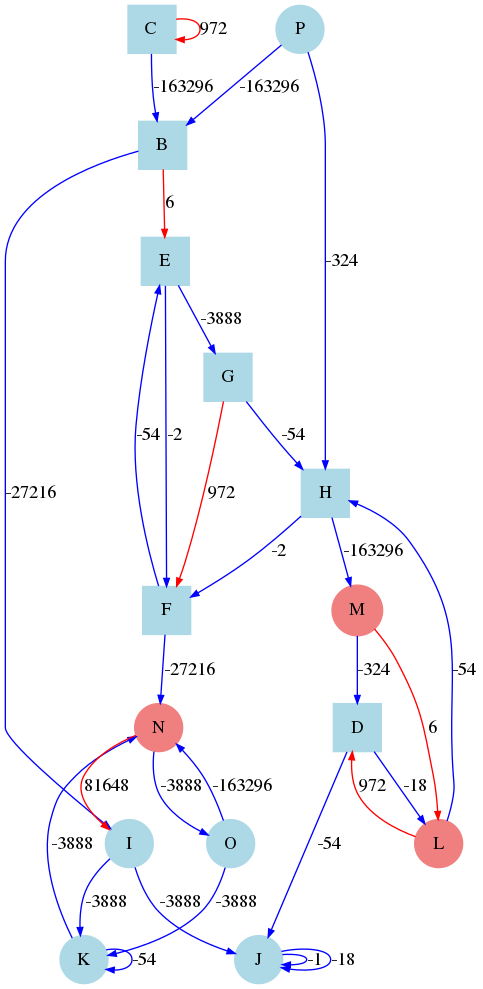 C P
972
-163296 -163296
B
6
-324
E
-3888
G
-54 -2 -54
-27216 972
H
-2 -163296
F M
-27216 -324 -54
N D 6
81648 -3888 -163296 972 -18
-3888 I O -54 L
-3888 -3888 -3888
K -54 J -1 -18